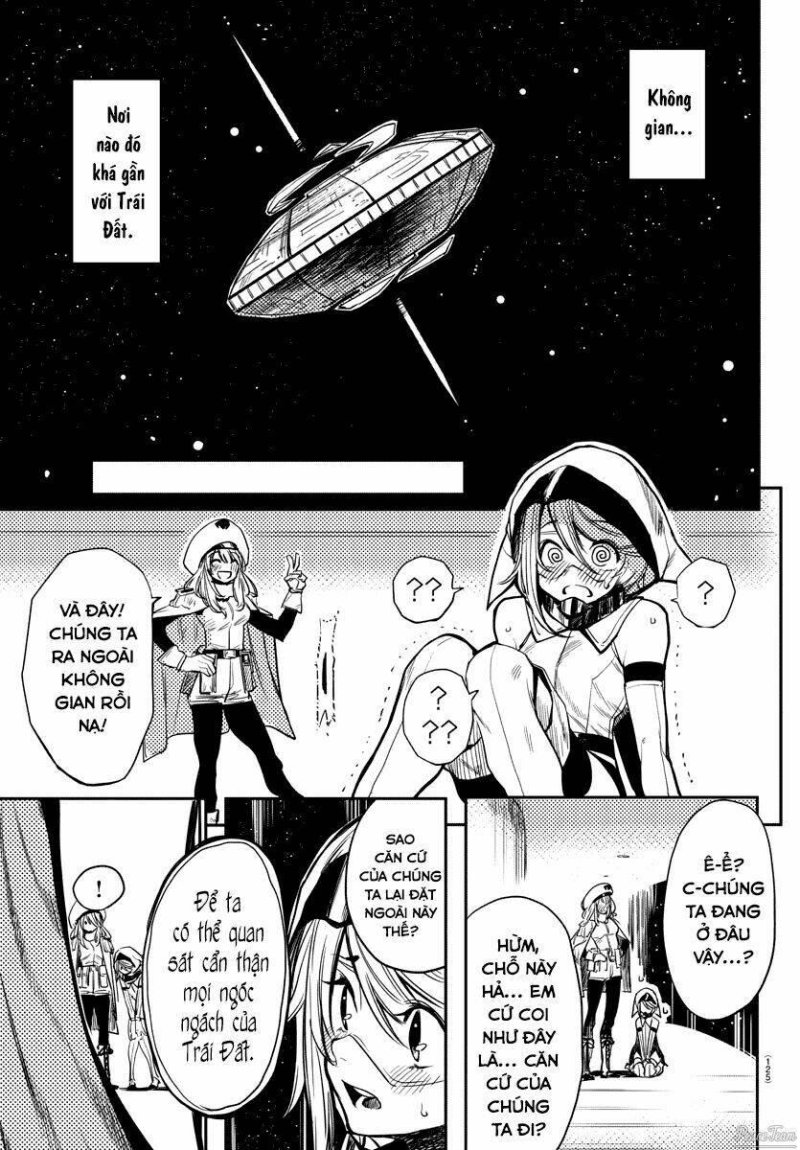 Không
gian...
Nơi
nào đó
khá gần
với Trái
Đất.
?
??
?
??
VÀ ĐÂY!
CHÚNG TA
RA NGOÀI
KHÔNG
GIAN RỒI
NẠ!
Ê-Ể?
C-CHÚNG
TA ĐANG
Ở ĐÂU
VẬY...?
HỪM,
CHỖ NÀY
HẢ... EM
CỨ COI
NHƯ ĐÂY
LÀ... CĂN
CỨ CỦA
CHÚNG
TA ĐI?
SAO
CĂN CỨ
CỦA CHÚNG
TA LẠI ĐẶT
NGOÀI NÀY
THẾ?
Để ta
có thể quan
sát cẩn thận
mọi ngóc
ngách của
Trái Đất.
!
125